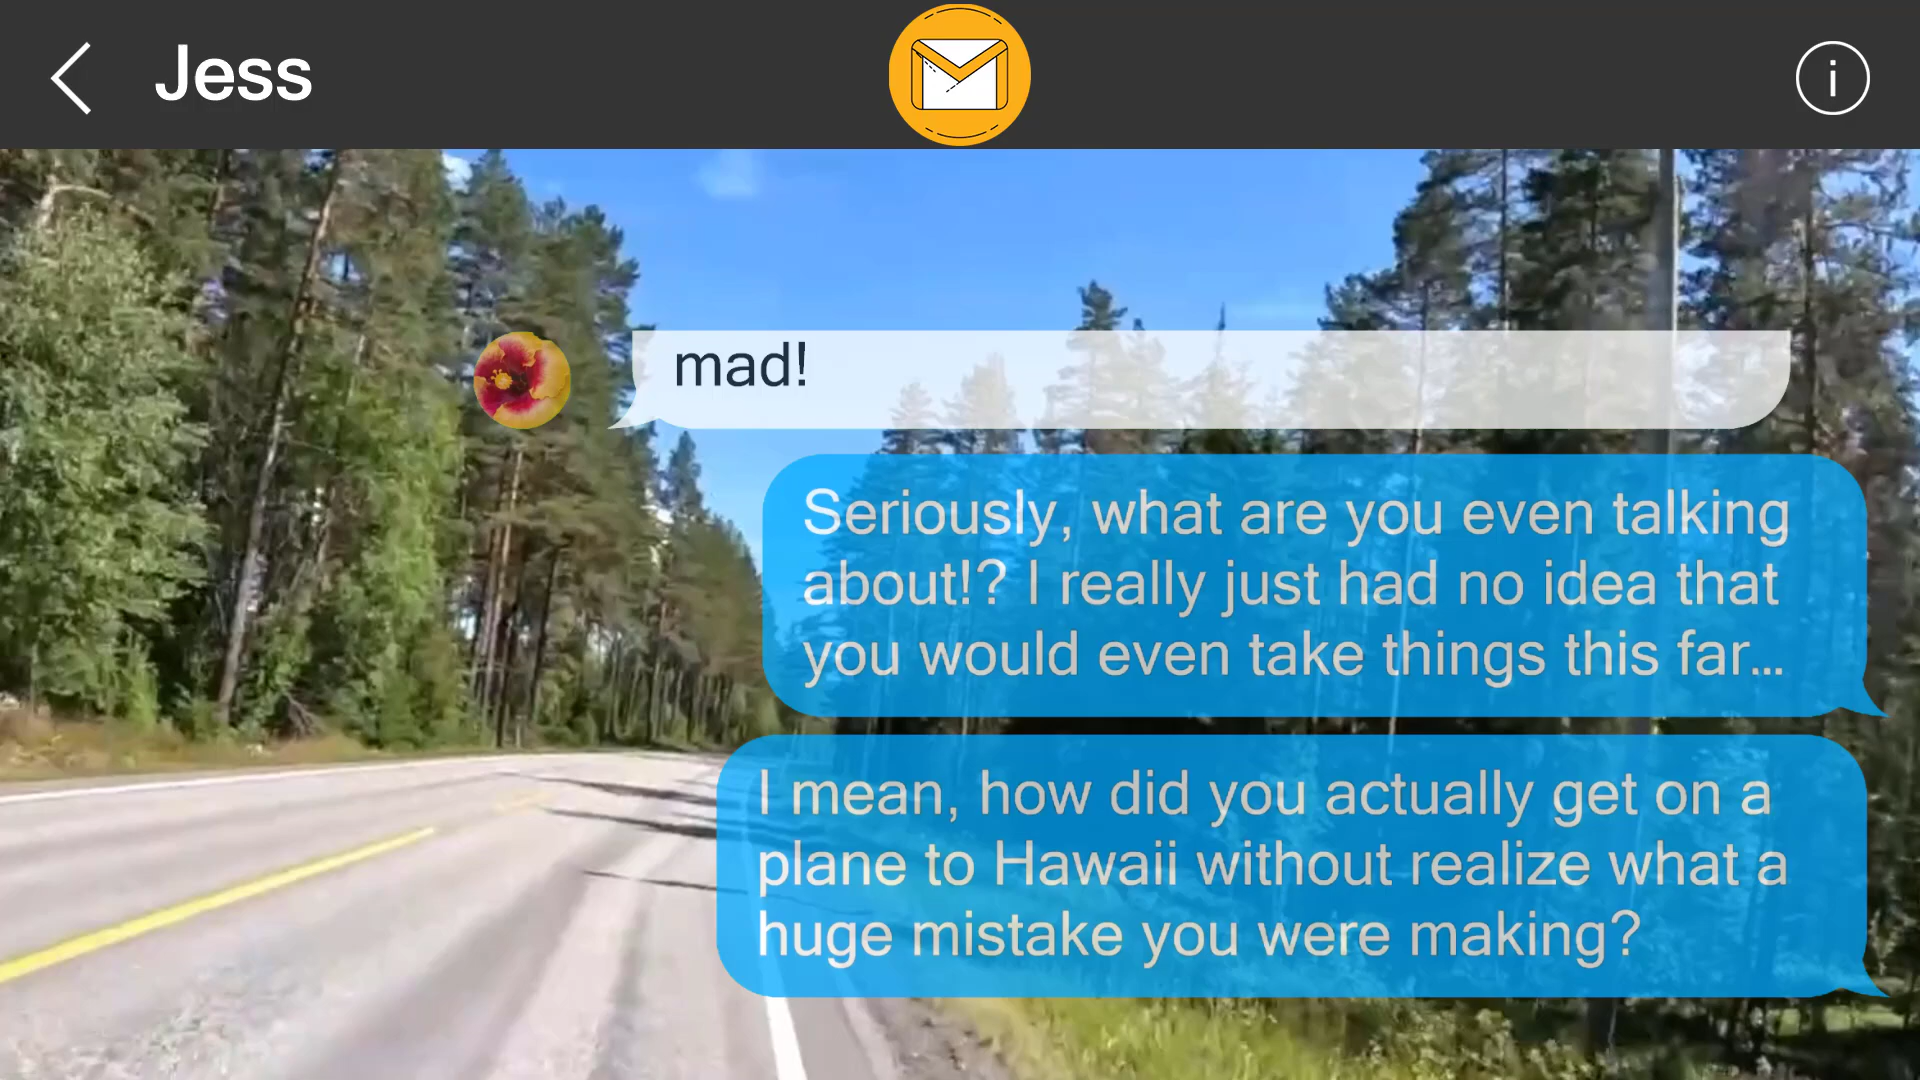 Jess
i
mad!
Seriously, what are you even talking
about!? I really just had no idea that
you would even take things this far...
I mean, how did you actually get on a
plane to Hawaii without realize what a
huge mistake you were making?